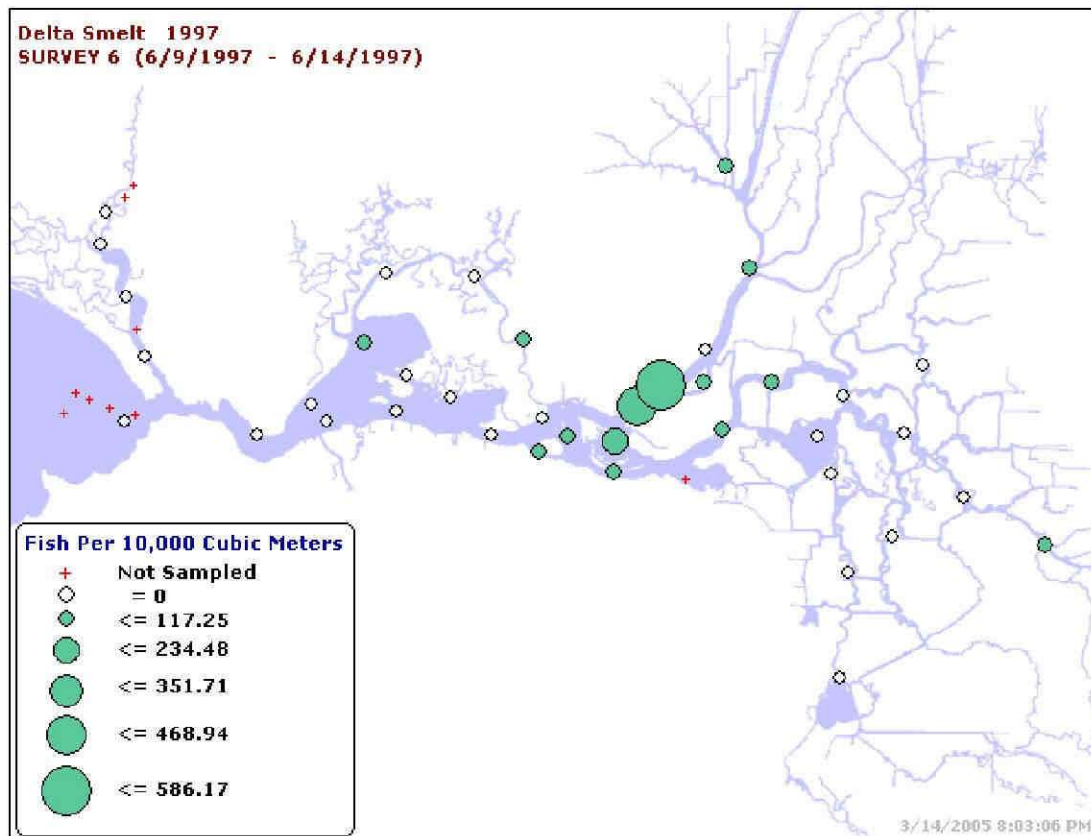 Delta Smelt 1997
SURVEY 6 (6/9/1997 - 6/14/1997)
Fish Per 10,000 Cubic Meters
Not Sampled
= 0
<= 117.25
<= 234.48
<= 351.71
<= 468.94
<= 586.17
3/14/2005 8:03:06 PM